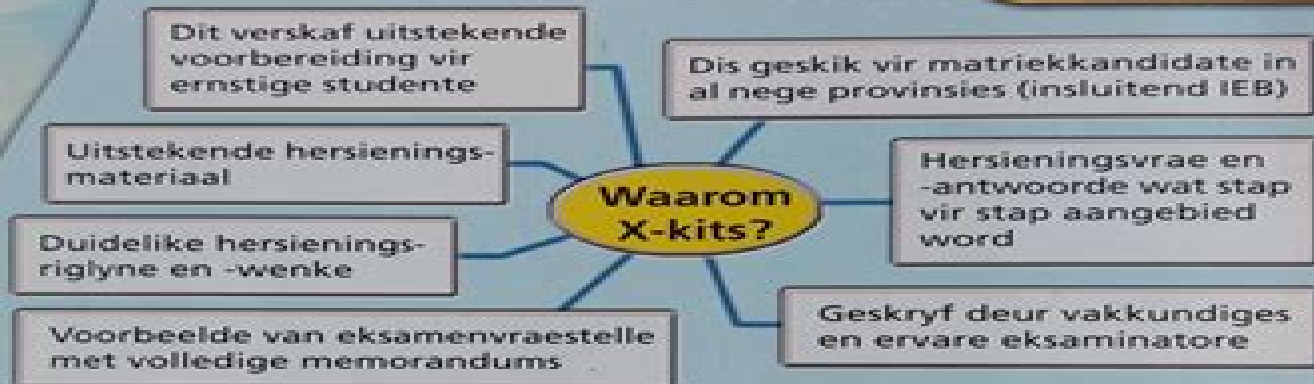 Dit verskaf uitstekende
voorbereiding vir
ernstige studente
Dis geskik vir matriekkandidate in
al nege provinsies (insluitend IEB)
Uitstekende hersienings-
materiaal
Waarom
X-kits?
Hersieningsvrae en
-antwoorde wat stap
vir stap aangebied
word
Duidelike hersienings-
riglyne en -wenke
Voorbeelde van eksamenvraestelle
met volledige memorandums
Geskryf deur vakkundiges
en ervare eksaminatore